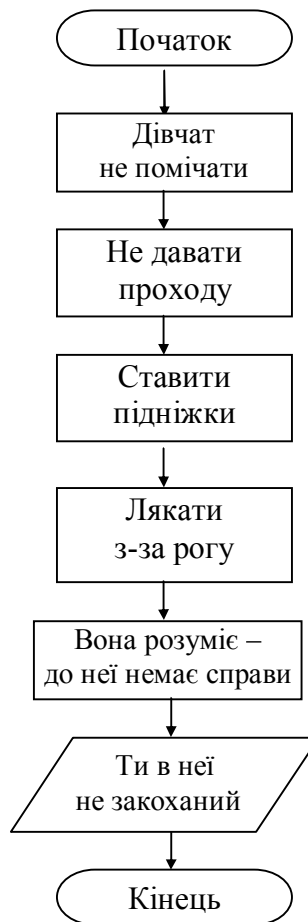 Початок
Дівчат
не помічати
Не давати
проходу
Ставити
підніжки
Лякати
з-за рогу
Вона розуміє –
до неї немає справи
Ти в неї
не закоханий
Кінець